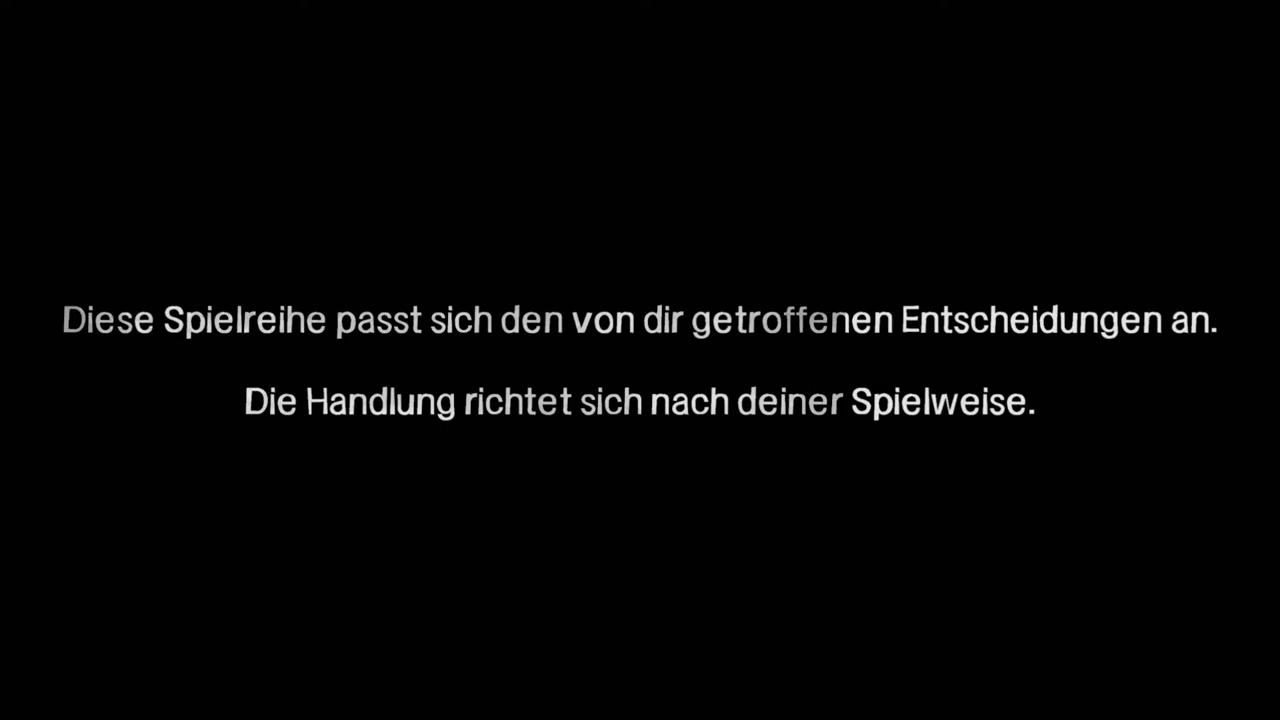 Diese Spielreihe passt sich den von dir getroffenen Entscheidungen an.
Die Handlung richtet sich nach deiner Spielweise.